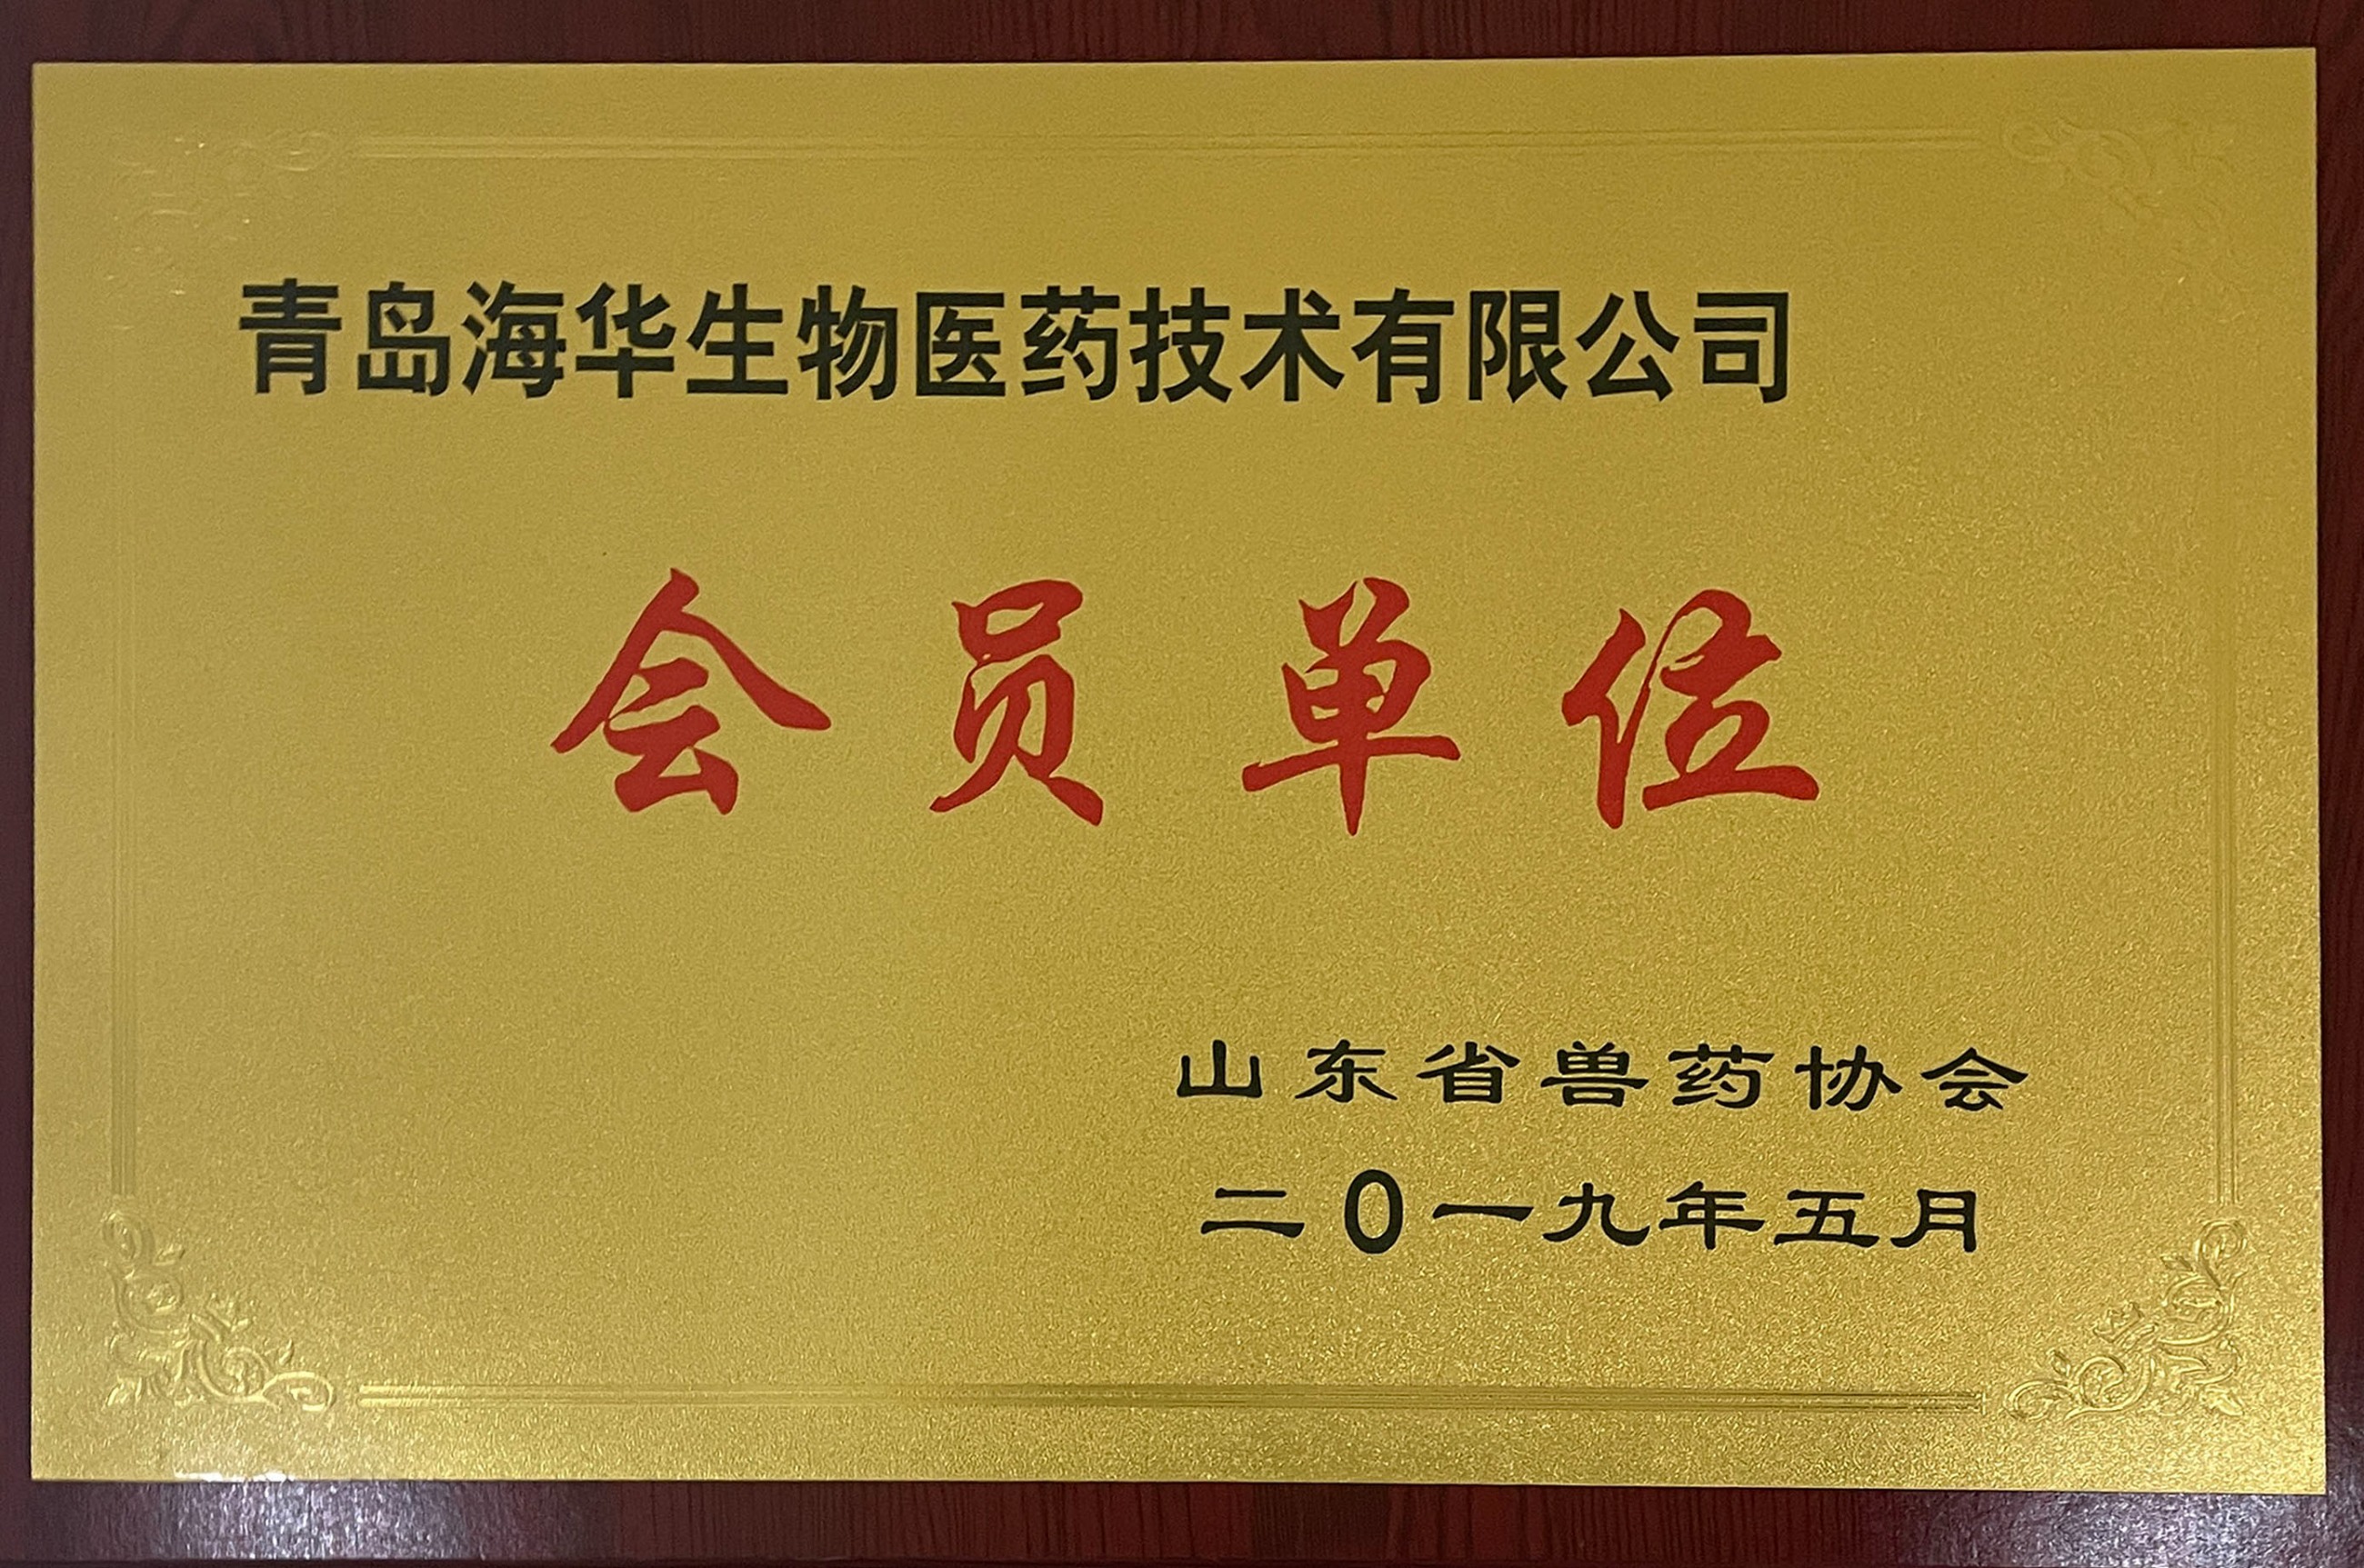 青岛海华生物医药技术有限公司
会员单位
山东省兽药协会
二0一九年五月